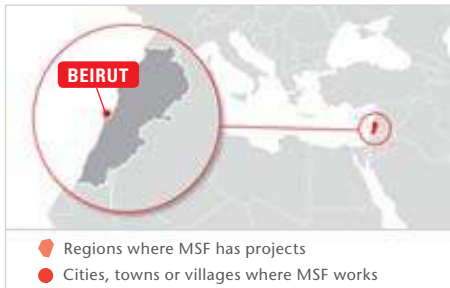 BEIRUT
Regions where MSF has projects
Cities, towns or villages where MSF works